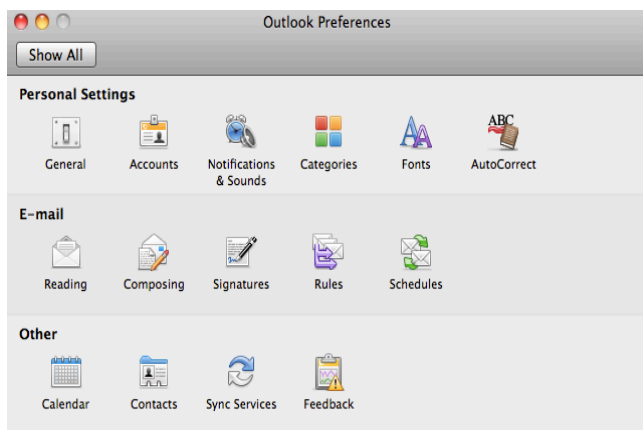 Outlook Preferences
Show All
Personal Settings
General Accounts Notifications & Sounds Categories Fonts AutoCorrect
E-mail
Reading Composing Signatures Rules Schedules
Other
Calendar Contacts Sync Services Feedback